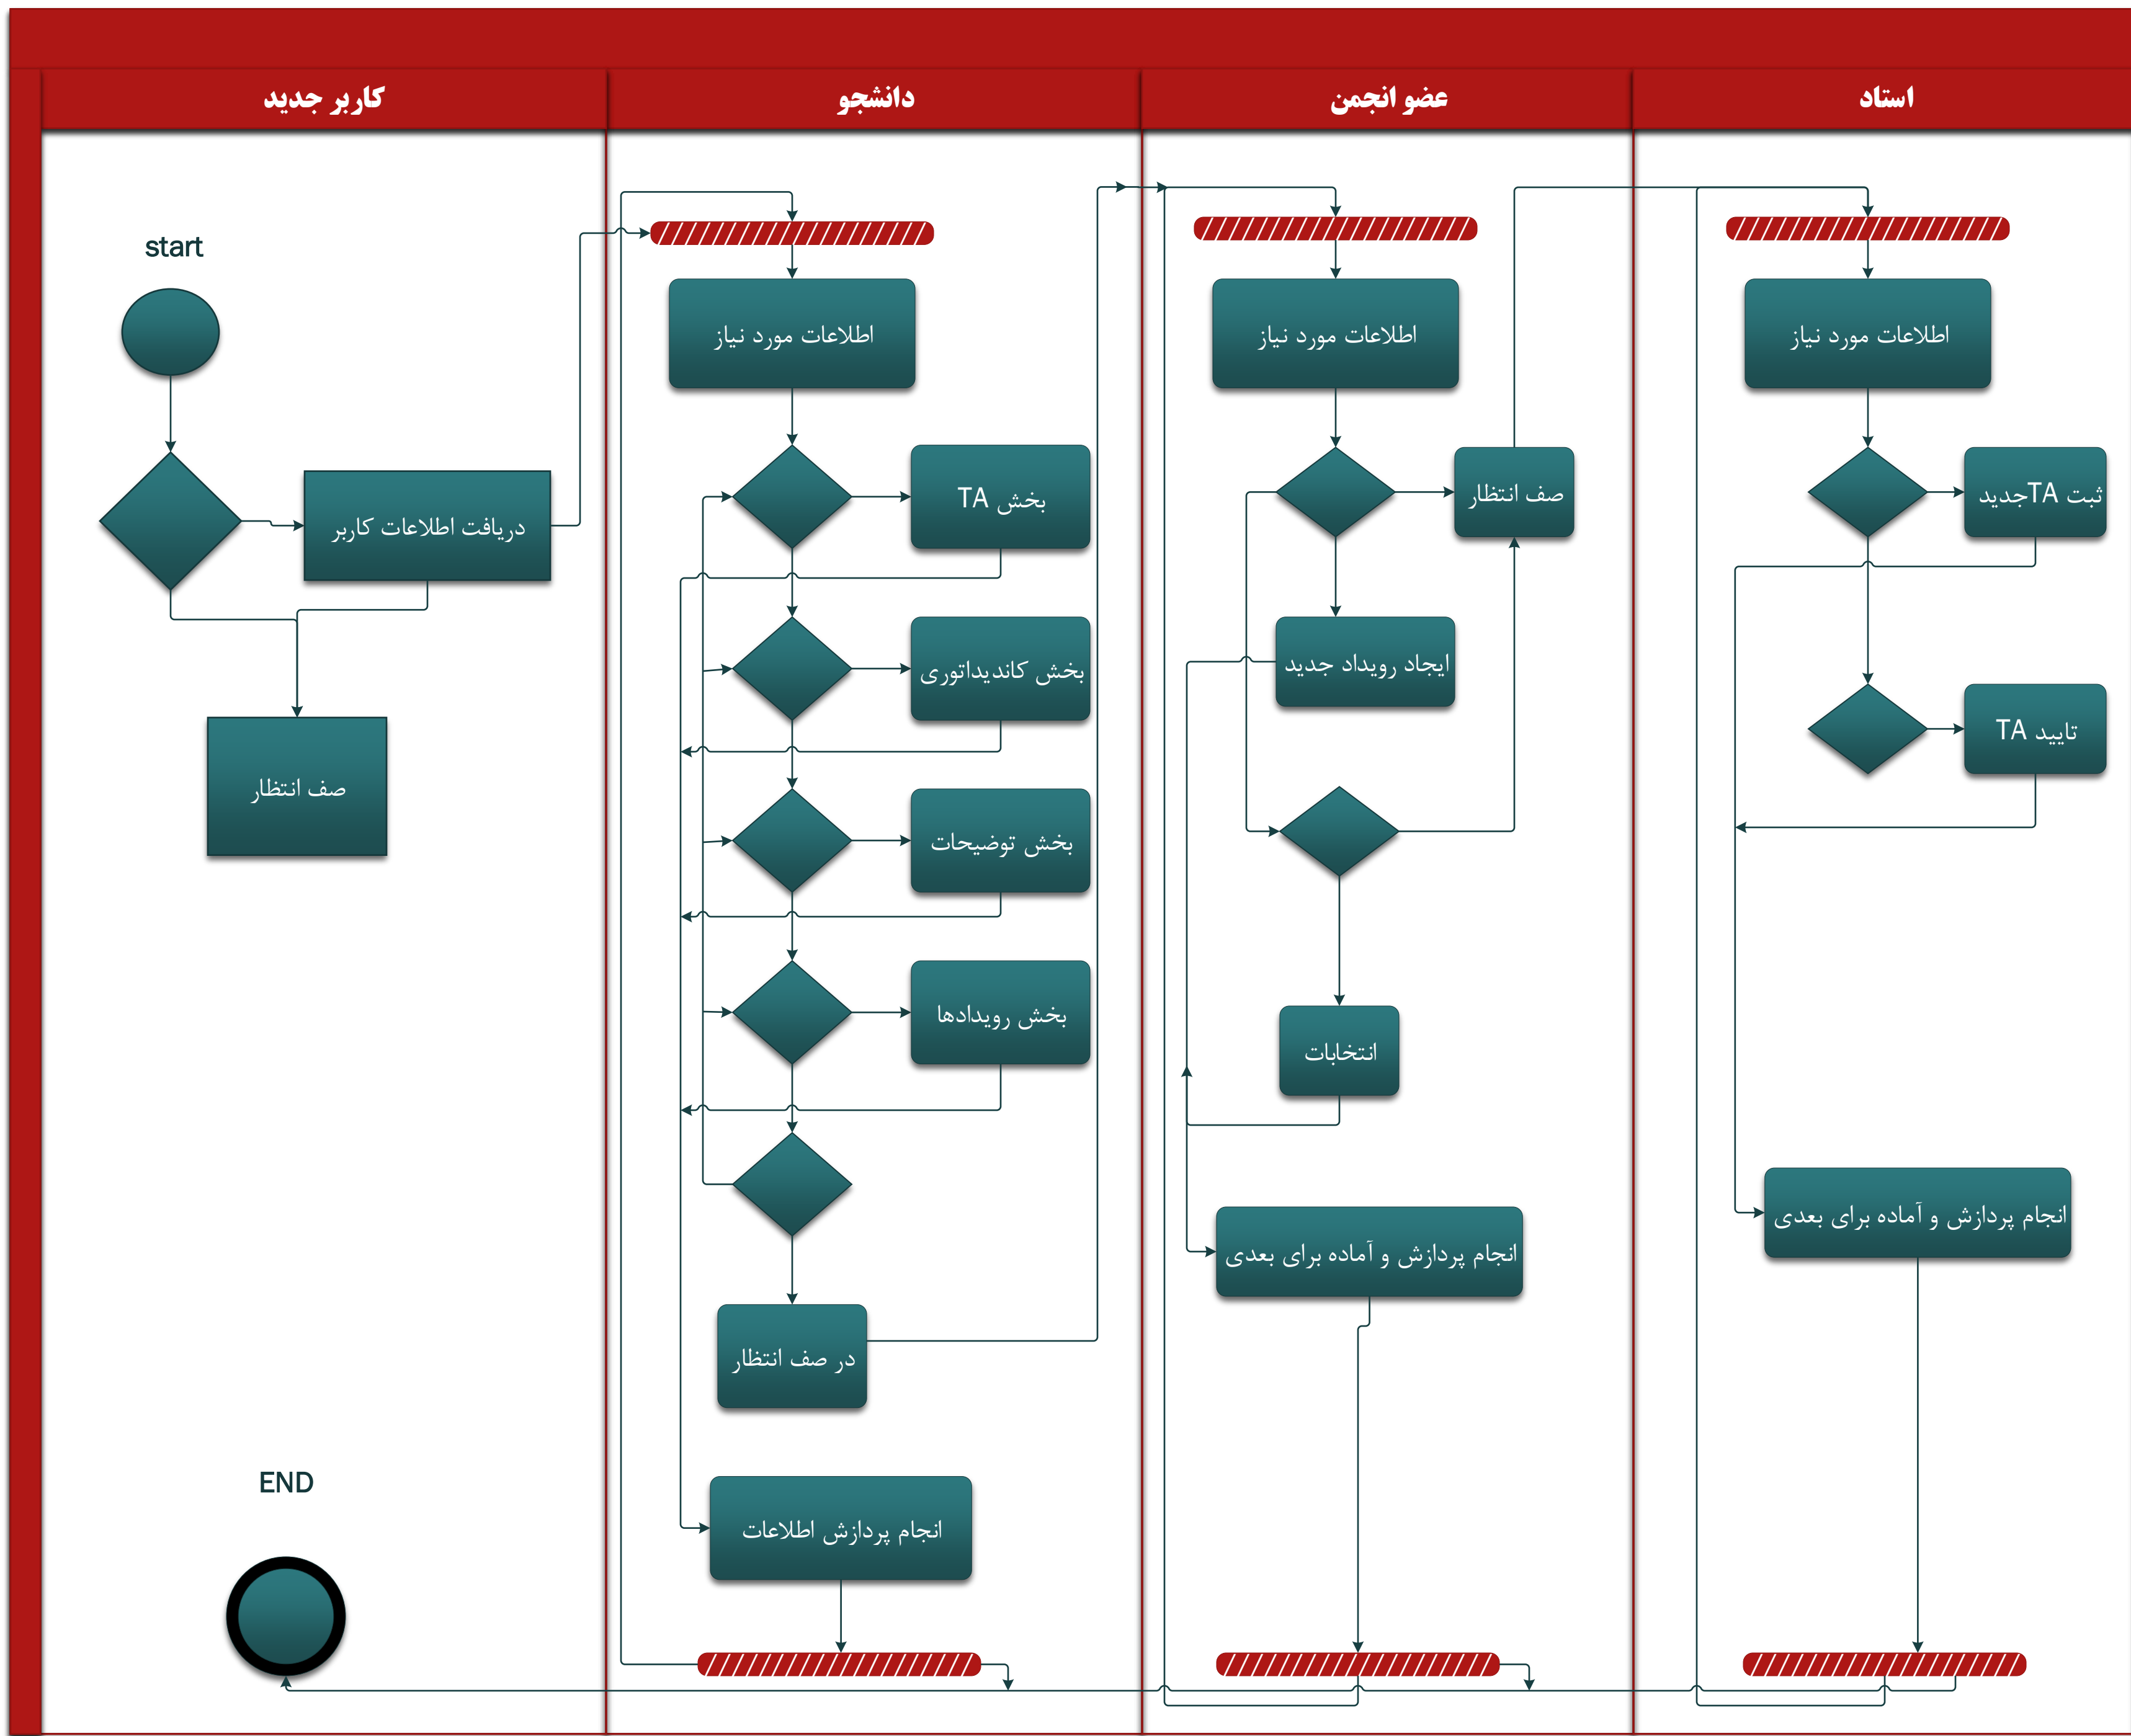 کاربر جدید
دانشجو
عضو انجمن
استاد
start
دریافت اطلاعات کاربر
صف انتظار
END
اطلاعات مورد نیاز
بخش TA
بخش کاندیداتوری
بخش توضیحات
بخش رویدادها
در صف انتظار
انجام پردازش اطلاعات
اطلاعات مورد نیاز
صف انتظار
ایجاد رویداد جدید
انتخابات
انجام پردازش و آماده برای بعدی
اطلاعات مورد نیاز
ثبت TAجدید
تایید TA
انجام پردازش و آماده برای بعدی